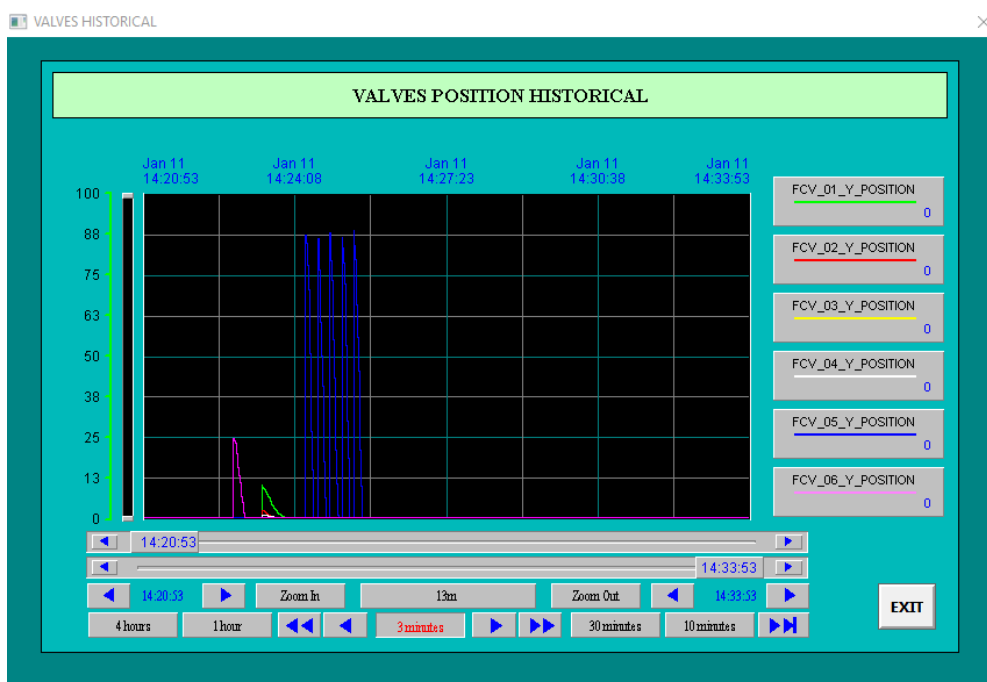 VALVES HISTORICAL
VALVES POSITION HISTORICAL
Jan 11 Jan 11 Jan 11 Jan 11 Jan 11
14:20:53 14:24:08 14:27:23 14:30:38 14:33:53
100
88
75
63
50
38
25
13
0
FCV_01_Y_POSITION
0
FCV_02_Y_POSITION
0
FCV_03_Y_POSITION
0
FCV_04_Y_POSITION
0
FCV_05_Y_POSITION
0
FCV_06_Y_POSITION
0
14:20:53
14:33:53
14:20:53 Zoom In 13m Zoom Out 14:33:53
4 hours 1 hour 3 minutes 30 minutes 10 minutes
EXIT